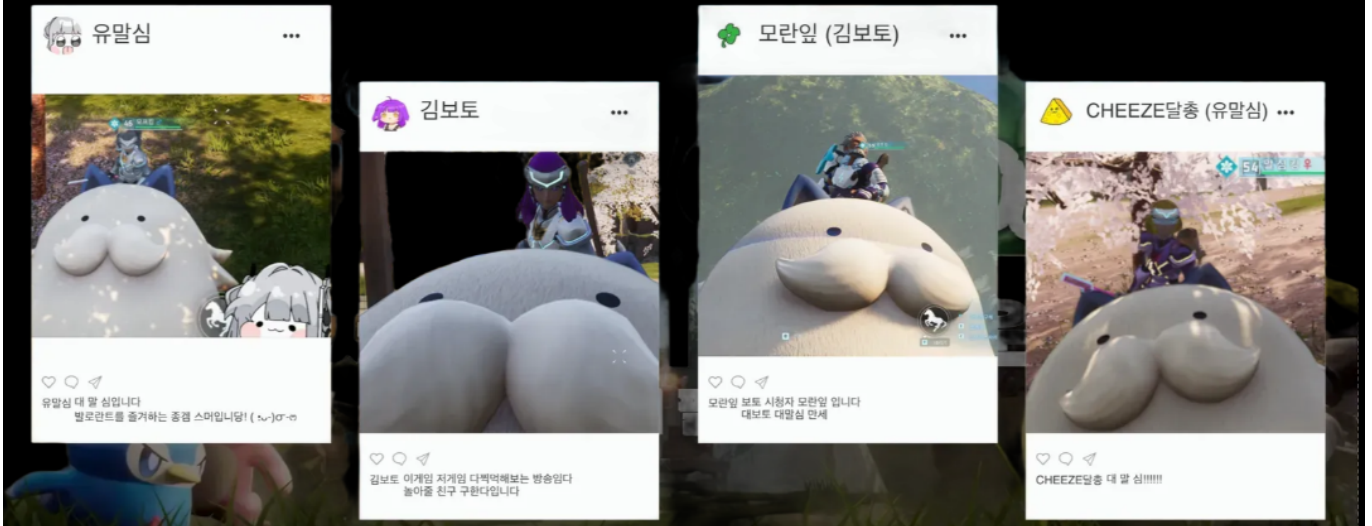 유말심
•••
유말심 대 말 심입니다
발로란트를 즐겨하는 종겜 스머입니당!
김보토
•••
김보토 이게임 저게임 다찍먹해보는 방송임다
놀아줄 친구 구한다입니다
모란잎 (김보토)
•••
모란잎 보토 시청자 모란잎 입니다
대보토 대말심 만세
CHEEZE달총 (유말심) •••
54
CHEEZE달총 대 말 심!!!!!!!